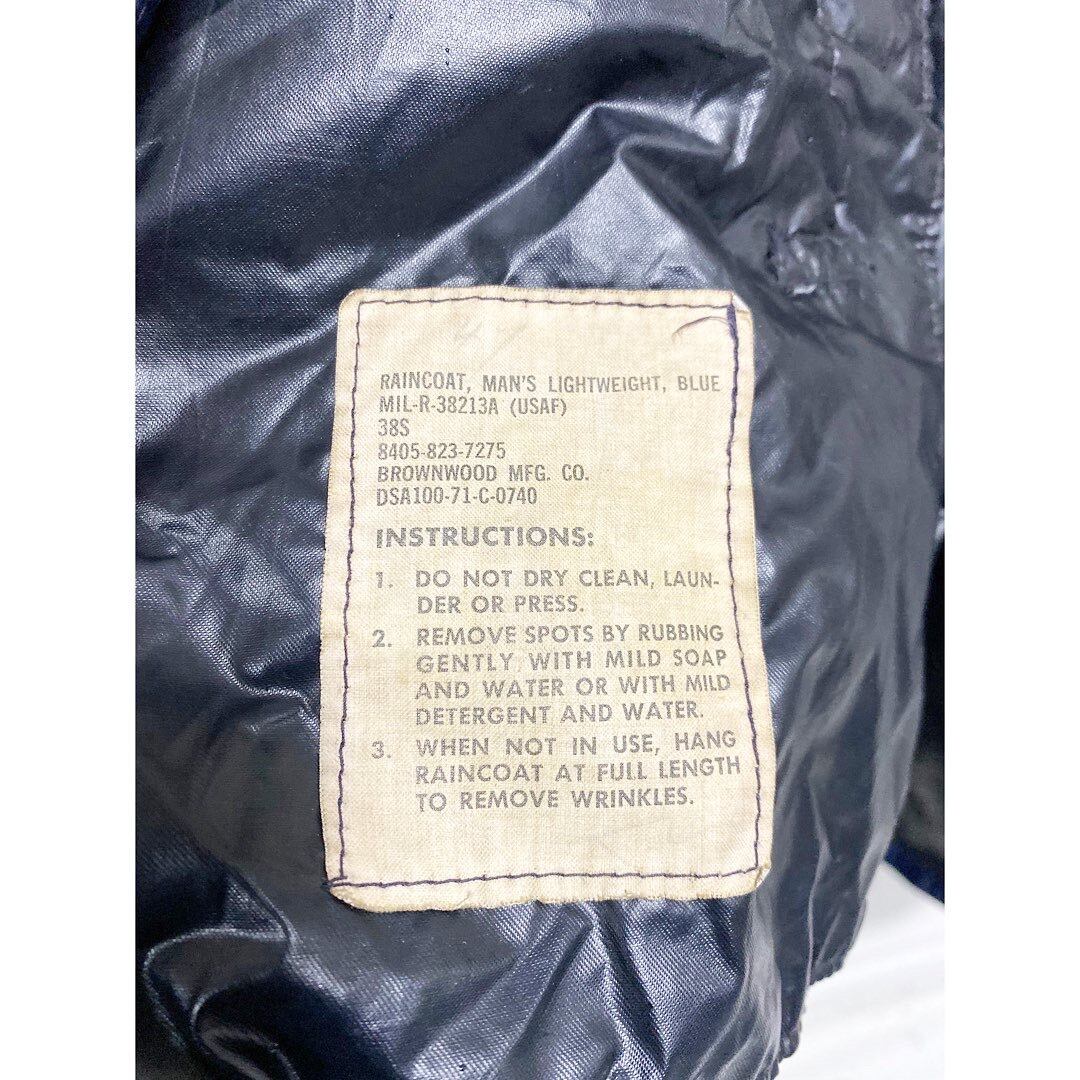 RAINCOAT, MAN'S LIGHTWEIGHT, BLUE
MIL-R-38213A (USAF)
38S
8405-823-7275
BROWNWOOD MFG. CO.
DSA100-71-C-0740
INSTRUCTIONS:
1. DO NOT DRY CLEAN, LAUN-
DER OR PRESS.
2. REMOVE SPOTS BY RUBBING
GENTLY, WITH MILD SOAP
AND WATER OR WITH MILD
DETERGENT AND WATER.
3. WHEN NOT IN USE, HANG
RAINCOAT AT FULL LENGTH
TO REMOVE WRINKLES.